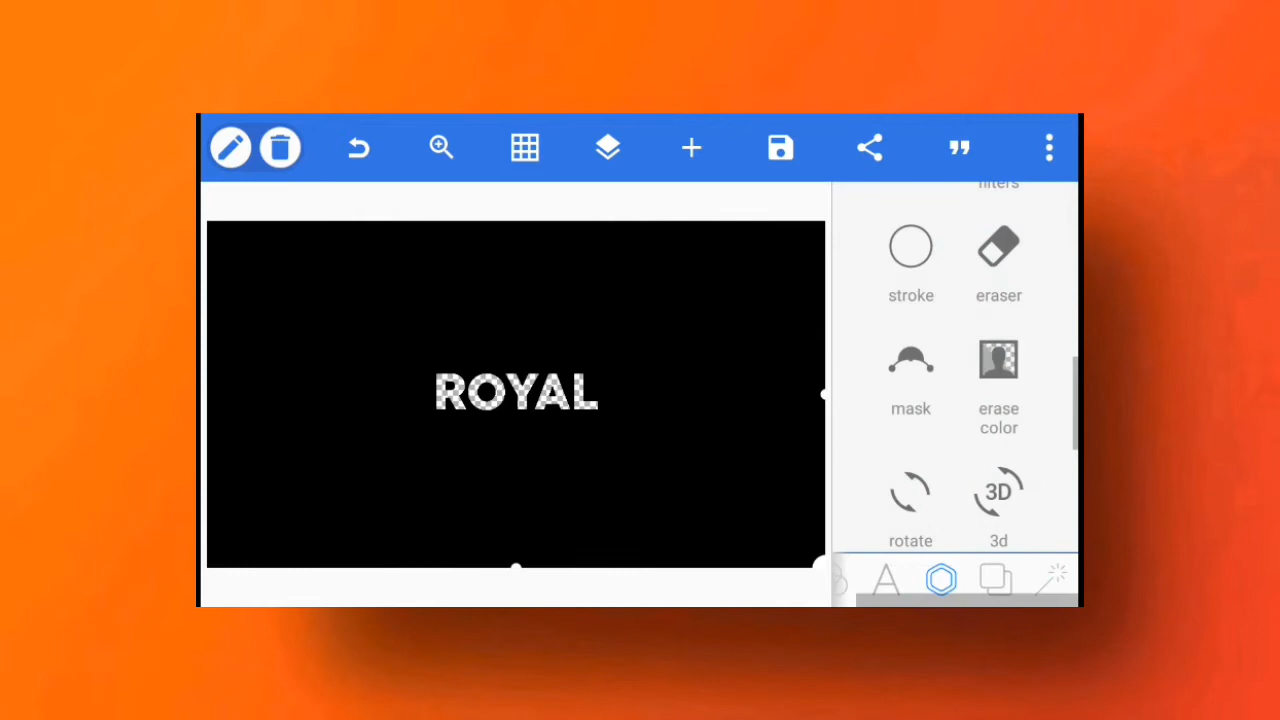 filters
stroke
eraser
ROYAL
mask
erase
color
3D
rotate
3d